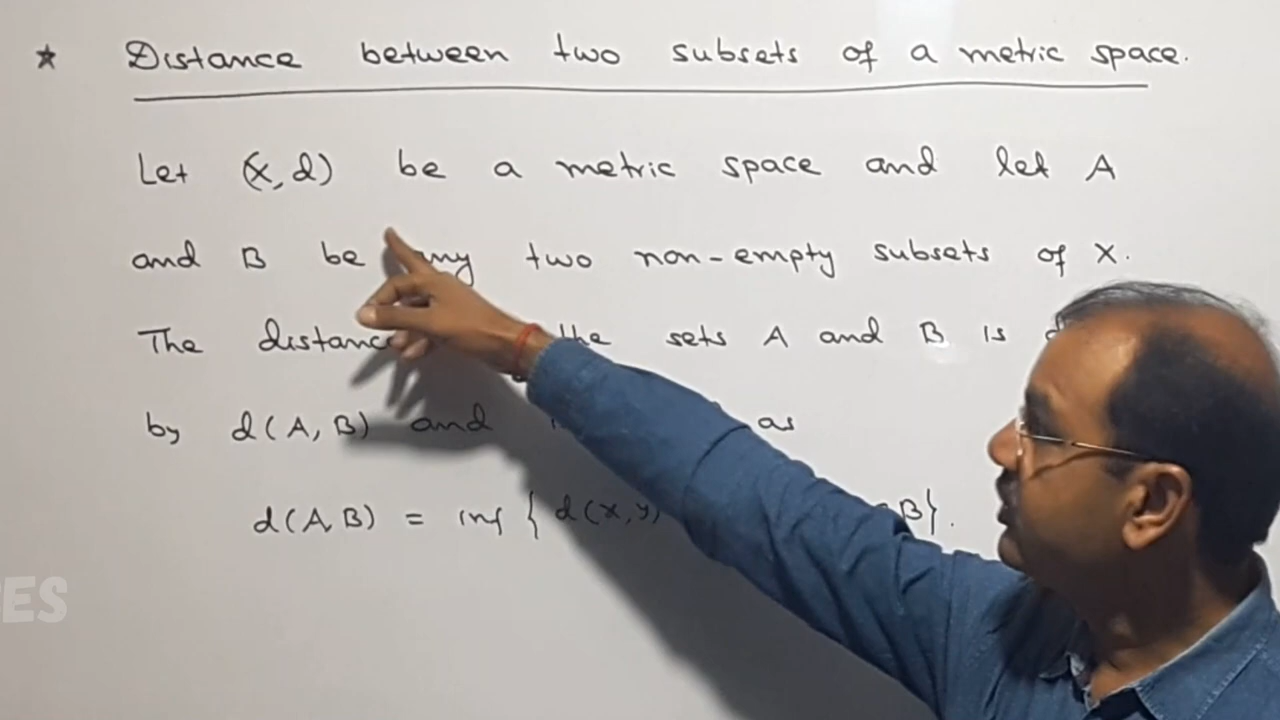 ★ Distance between two subsets of a metric space.
Let (X, d) be a metric space and let A
and B be any two non-empty subsets of X.
The distance the sets A and B is
by d(A, B) and as
d(A, B) = inf { d(x, y) B}.
ES